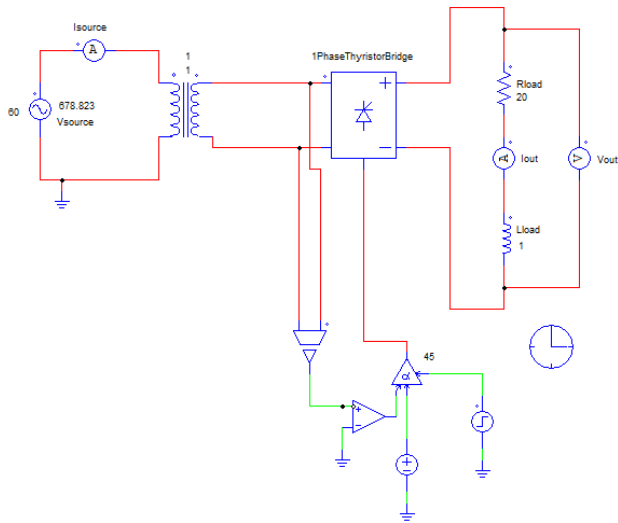 Isource
A
60
678.823
Vsource
1
1
1PhaseThyristorBridge
Rload
20
A
Iout
V
Vout
Lload
1
45
α